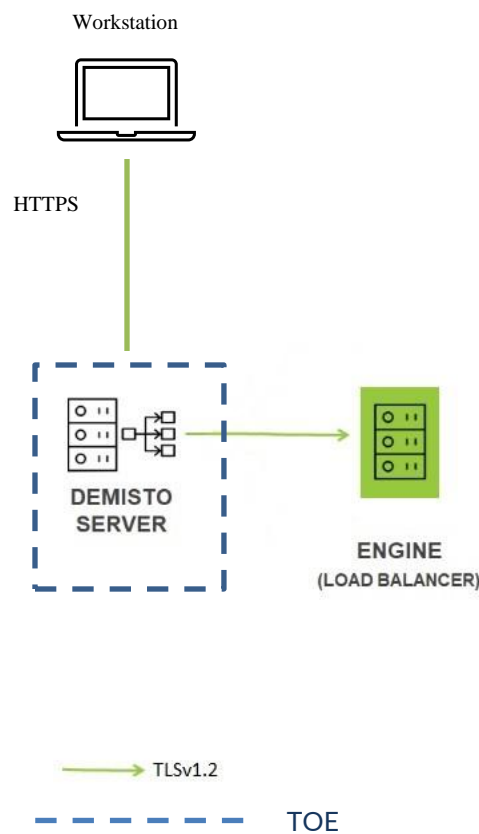 Workstation
HTTPS
DEMISTO
SERVER
ENGINE
(LOAD BALANCER)
TLSv1.2
TOE